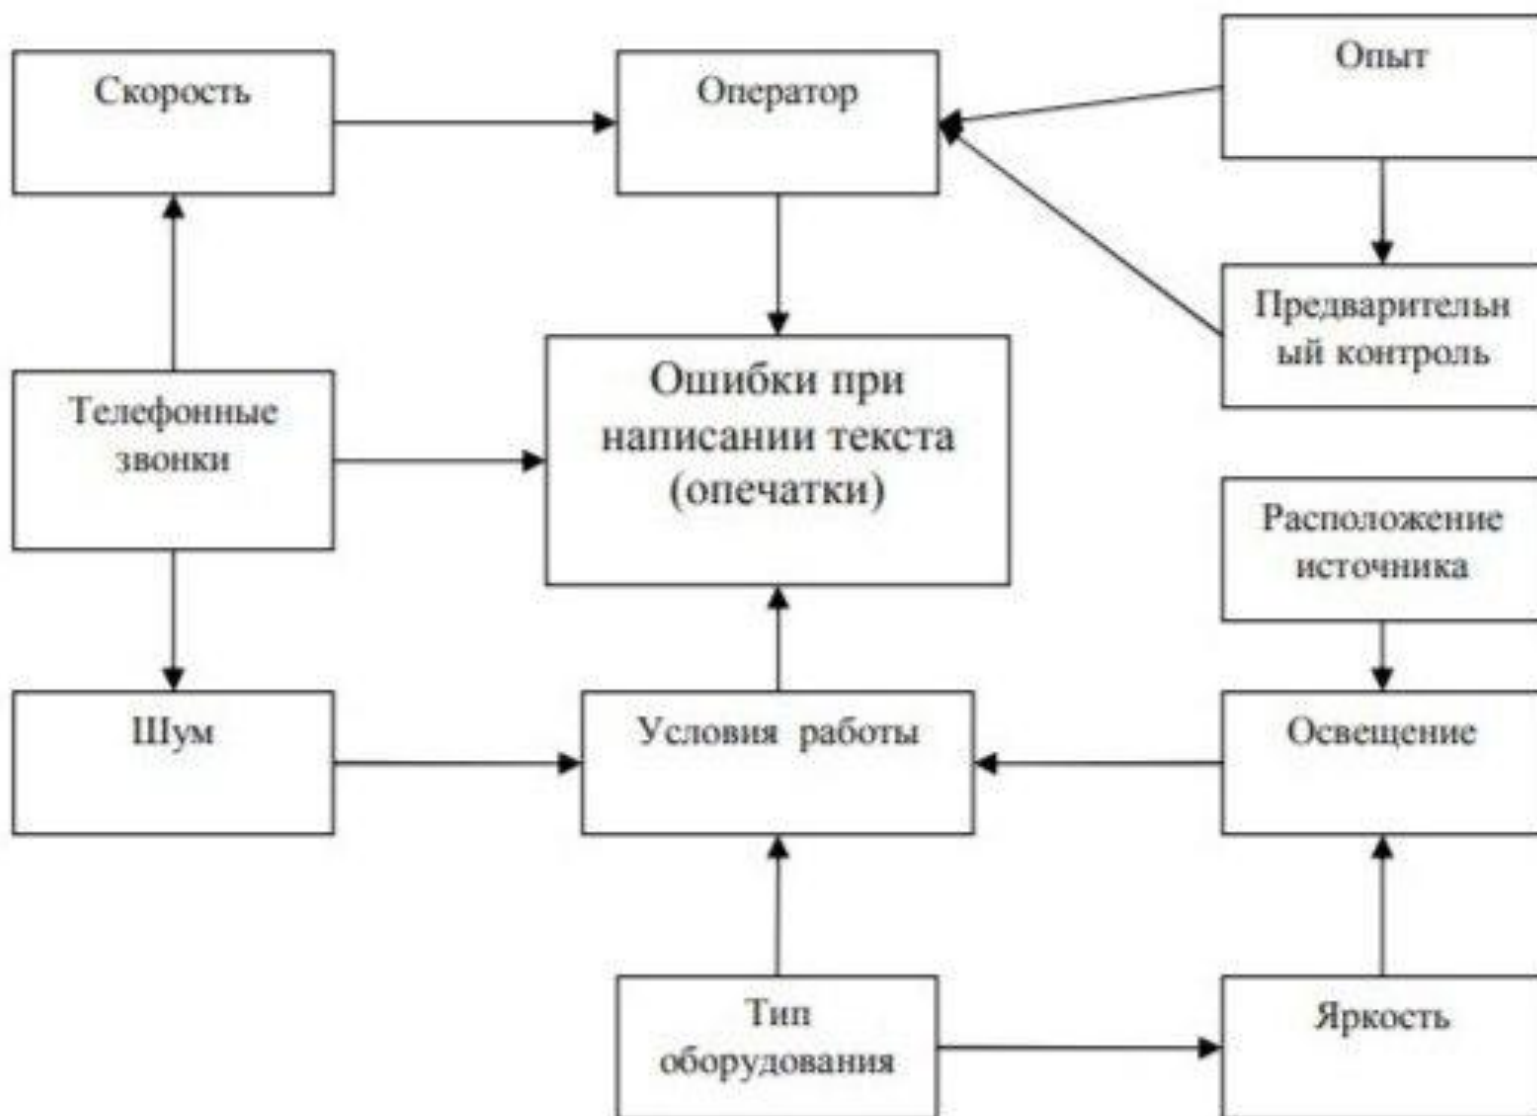 Скорость
Оператор
Опыт
Предварительн
ый контроль
Телефонные
звонки
Ошибки при
написании текста
(опечатки)
Расположение
источника
Шум
Условия работы
Освещение
Тип
оборудования
Яркость